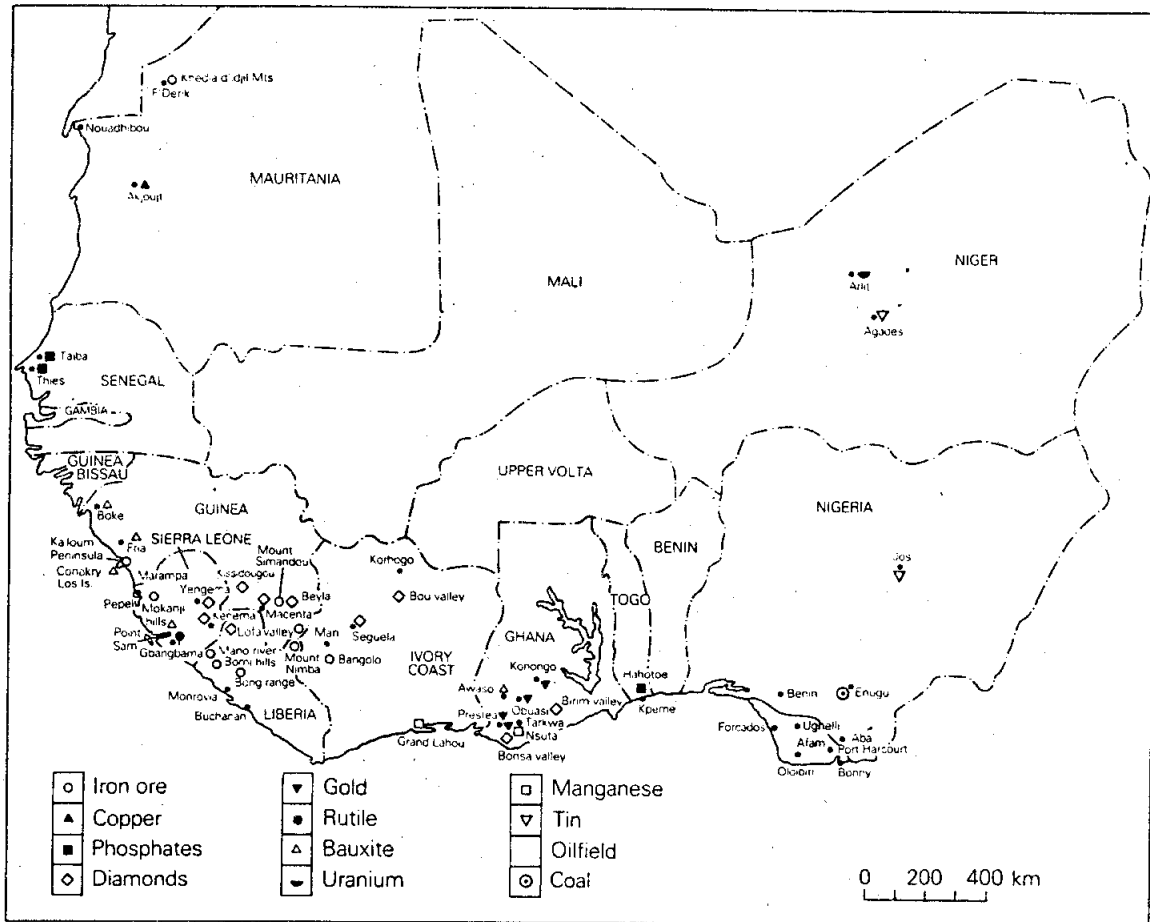 Khedia d'idjil Mts
F'Derik
Nouadhibou
MAURITANIA
Akjoujt
MALI
NIGER
Arlit
Agades
Taiba
Thies
SENEGAL
GAMBIA
GUINEA
BISSAU
UPPER VOLTA
NIGERIA
GUINEA
Boke
BENIN
Fria
Kaloum
Peninsula
SIERRA LEONE
Mount
Simandou
Conakry
Los Is.
Korhogo
Jos
Marampa
Kissidougou
Yengema
Beyla
Bou valley
TOGO
Pepel
Mokanji
hills
Kenema
Macenta
Lofa valley
Man
Seguela
GHANA
Point
Sam
Gbangbama
Mano river
Bomi hills
Mount
Nimba
Bangolo
IVORY
COAST
Konongo
Hahotoe
Bong range
Awaso
Obuasi
Birim valley
Kpeme
Benin
Enugu
Monrovia
Buchanan
LIBERIA
Prestea
Tarkwa
Nsuta
Forcados
Ughelli
Aba
Grand Lahou
Bonsa valley
Afam
Port Harcourt
Oloibiri
Bonny
Iron ore
Gold
Manganese
Copper
Rutile
Tin
Phosphates
Bauxite
Oilfield
Diamonds
Uranium
Coal
0 200 400 km